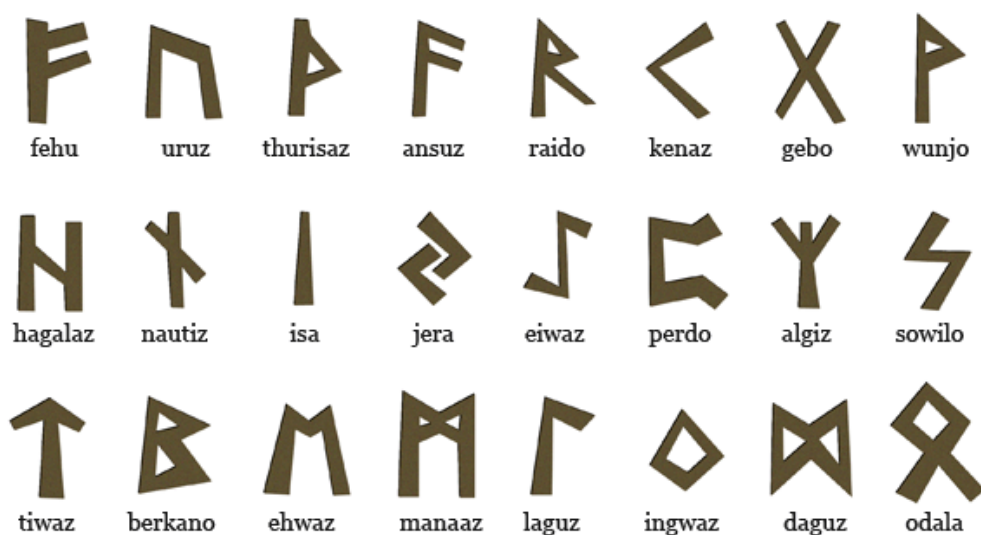 ᚠ ᚢ ᚦ ᚨ ᚱ ᚲ ᚷ ᚹ
fehu uruz thurisaz ansuz raido kenaz gebo wunjo
ᚺ ᚾ ᛁ ᛃ ᛇ ᛈ ᛉ ᛊ
hagalaz nautiz isa jera eiwaz perdo algiz sowilo
ᛏ ᛒ ᛖ ᛗ ᛚ ᛜ ᛞ ᛟ
tiwaz berkano ehwaz manaaz laguz ingwaz daguz odala